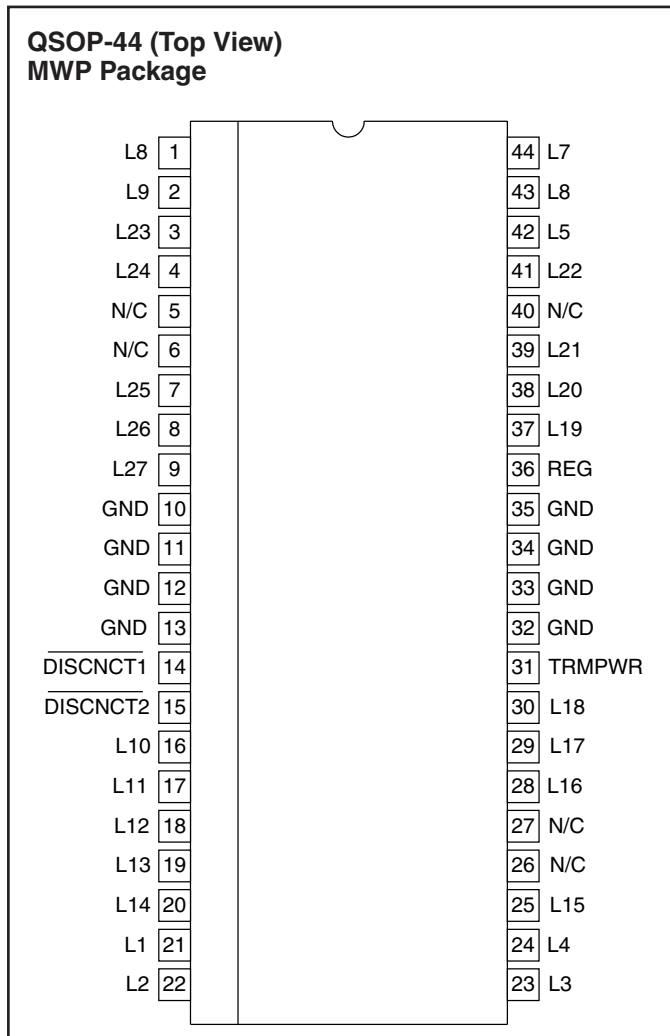 QSOP-44 (Top View)
MWP Package
L8 1 44 L7
L9 2 43 L8
L23 3 42 L5
L24 4 41 L22
N/C 5 40 N/C
N/C 6 39 L21
L25 7 38 L20
L26 8 37 L19
L27 9 36 REG
GND 10 35 GND
GND 11 34 GND
GND 12 33 GND
GND 13 32 GND
DISCNCT1 14 31 TRMPWR
DISCNCT2 15 30 L18
L10 16 29 L17
L11 17 28 L16
L12 18 27 N/C
L13 19 26 N/C
L14 20 25 L15
L1 21 24 L4
L2 22 23 L3